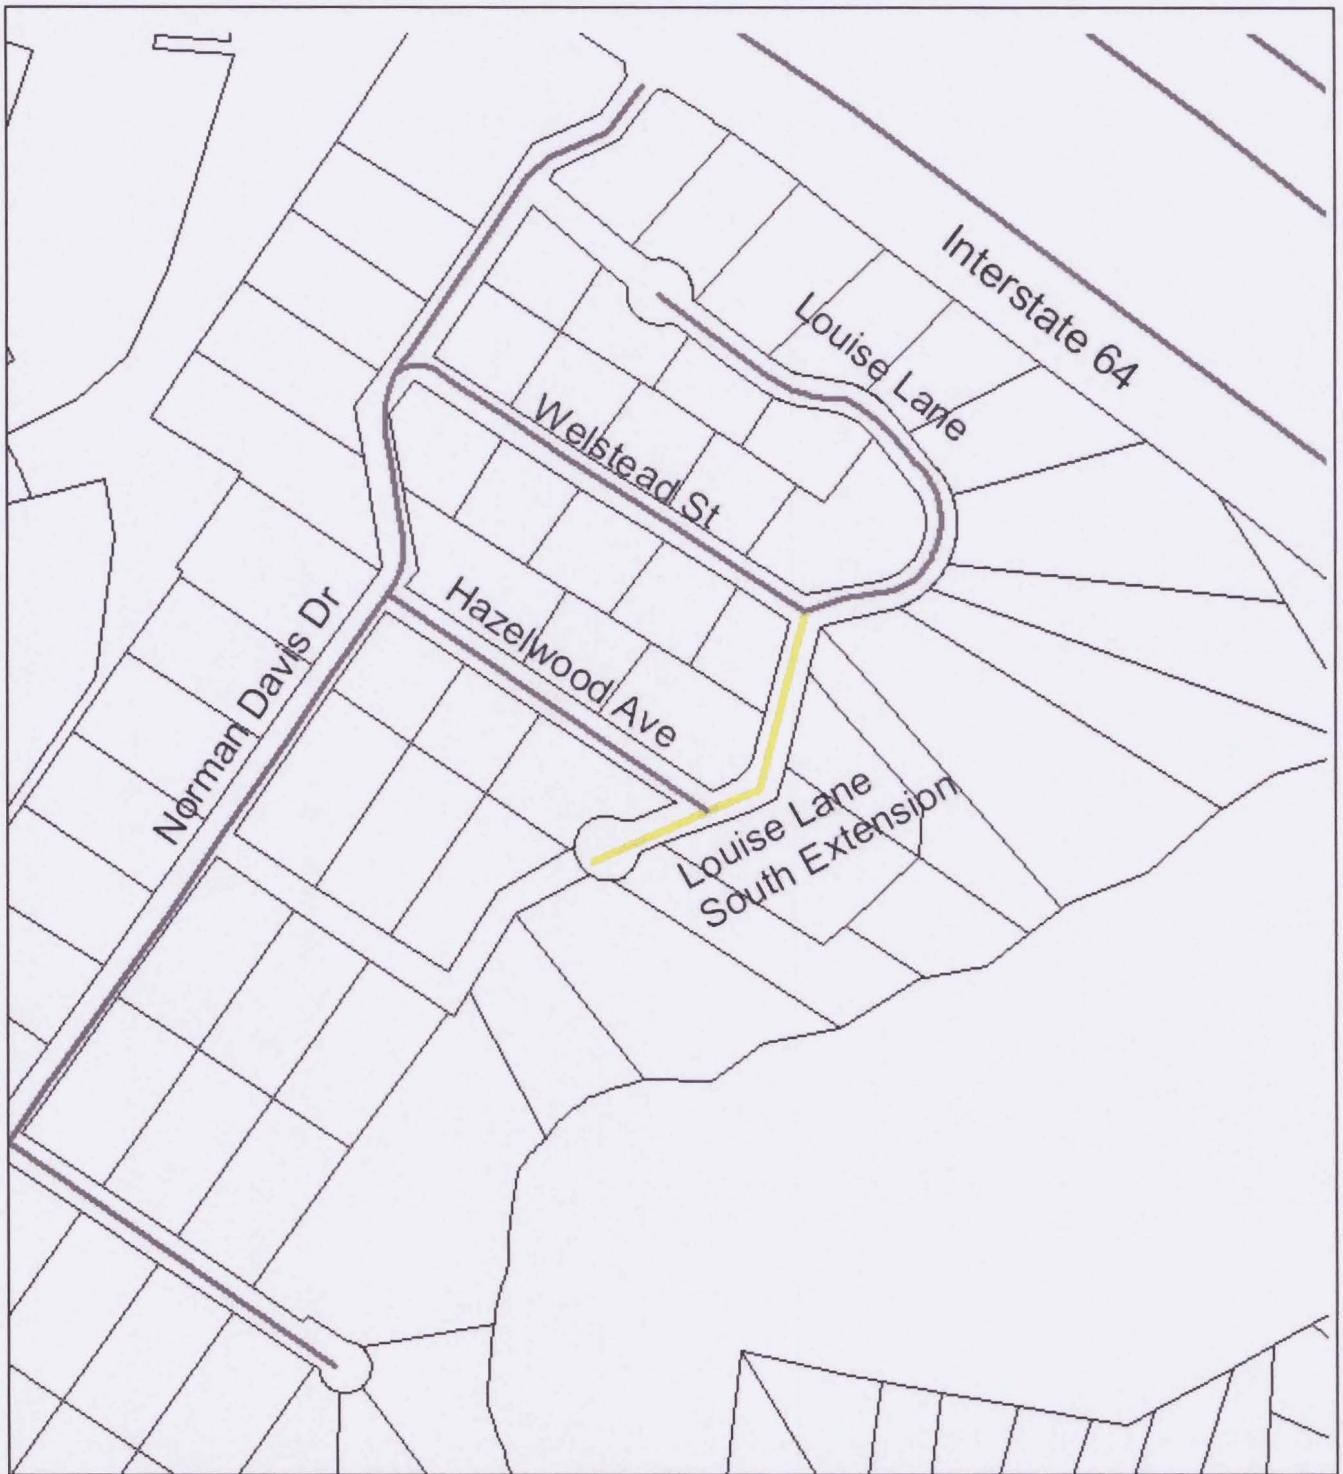 Interstate 64
Louise Lane
Welstead St
Hazelwood Ave
Norman Davis Dr
Louise Lane
South Extension